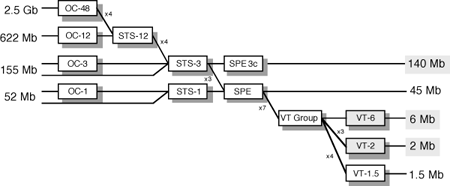 2.5 Gb OC-48
x4
622 Mb OC-12 STS-12
x4
155 Mb OC-3 STS-3 SPE 3c 140 Mb
x3
52 Mb OC-1 STS-1 SPE 45 Mb
x7
VT Group VT-6 6 Mb
x3
VT-2 2 Mb
x4
VT-1.5 1.5 Mb